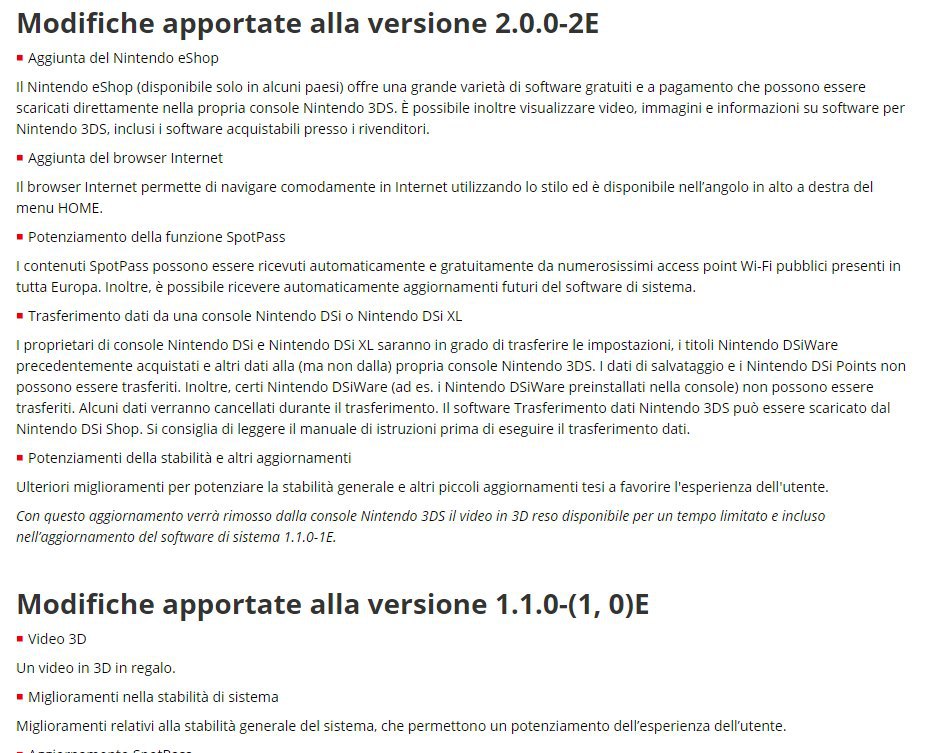 Modifiche apportate alla versione 2.0.0-2E
Aggiunta del Nintendo eShop
Il Nintendo eShop (disponibile solo in alcuni paesi) offre una grande varietà di software gratuiti e a pagamento che possono essere
scaricati direttamente nella propria console Nintendo 3DS. È possibile inoltre visualizzare video, immagini e informazioni su software per
Nintendo 3DS, inclusi i software acquistabili presso i rivenditori.
Aggiunta del browser Internet
Il browser Internet permette di navigare comodamente in Internet utilizzando lo stilo ed è disponibile nell’angolo in alto a destra del
menu HOME.
Potenziamento della funzione SpotPass
I contenuti SpotPass possono essere ricevuti automaticamente e gratuitamente da numerosissimi access point Wi-Fi pubblici presenti in
tutta Europa. Inoltre, è possibile ricevere automaticamente aggiornamenti futuri del software di sistema.
Trasferimento dati da una console Nintendo DSi o Nintendo DSi XL
I proprietari di console Nintendo DSi e Nintendo DSi XL saranno in grado di trasferire le impostazioni, i titoli Nintendo DSiWare
precedentemente acquistati e altri dati alla (ma non dalla) propria console Nintendo 3DS. I dati di salvataggio e i Nintendo DSi Points non
possono essere trasferiti. Inoltre, certi Nintendo DSiWare (ad es. i Nintendo DSiWare preinstallati nella console) non possono essere
trasferiti. Alcuni dati verranno cancellati durante il trasferimento. Il software Trasferimento dati Nintendo 3DS può essere scaricato dal
Nintendo DSi Shop. Si consiglia di leggere il manuale di istruzioni prima di eseguire il trasferimento dati.
Potenziamenti della stabilità e altri aggiornamenti
Ulteriori miglioramenti per potenziare la stabilità generale e altri piccoli aggiornamenti tesi a favorire l'esperienza dell'utente.
Con questo aggiornamento verrà rimosso dalla console Nintendo 3DS il video in 3D reso disponibile per un tempo limitato e incluso
nell’aggiornamento del software di sistema 1.1.0-1E.
Modifiche apportate alla versione 1.1.0-(1, 0)E
Video 3D
Un video in 3D in regalo.
Miglioramenti nella stabilità di sistema
Miglioramenti relativi alla stabilità generale del sistema, che permettono un potenziamento dell’esperienza dell’utente.
Aggiornamento SpotPass